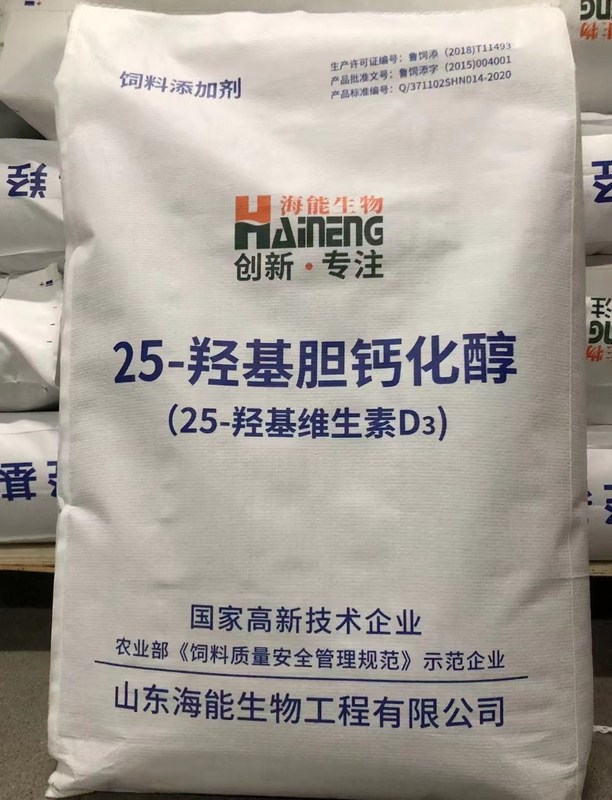 饲料添加剂
生产许可证编号：鲁饲添（2018）T11493
产品批准文号：鲁饲添字（2015）004001
产品标准编号：Q/371102SHN014-2020
海能生物
HAiNENG
创新·专注
25-羟基胆钙化醇
(25-羟基维生素D3)
国家高新技术企业
农业部《饲料质量安全管理规范》示范企业
山东海能生物工程有限公司